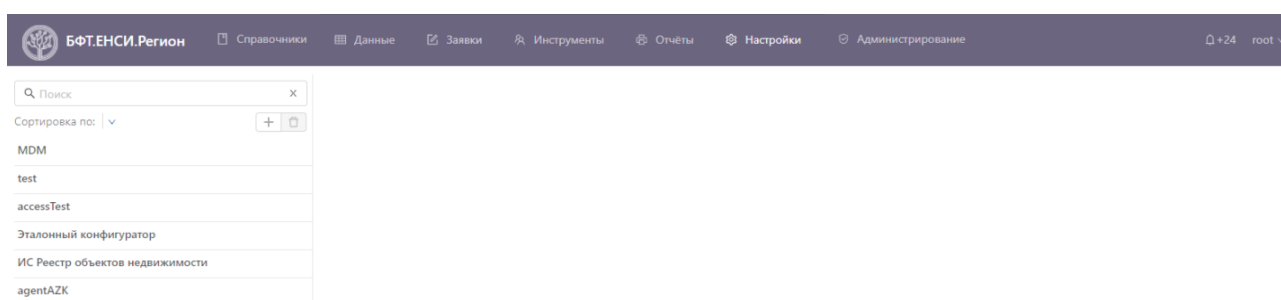 БФТ.ЕНСИ.Регион Справочники Данные Заявки Инструменты Отчёты Настройки Администрирование +24 root
Поиск X
Сортировка по:
MDM
test
accessTest
Эталонный конфигуратор
ИС Реестр объектов недвижимости
agentAZK